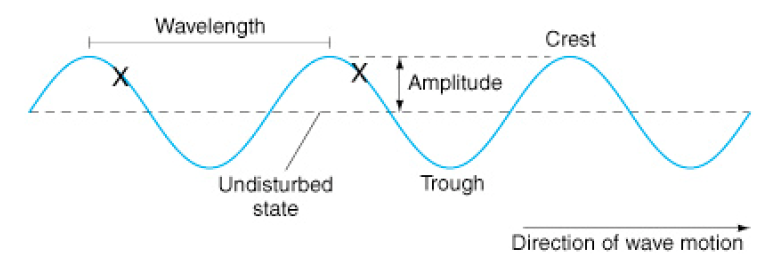 Wavelength
Crest
X
X
Amplitude
Undisturbed
state
Trough
Direction of wave motion